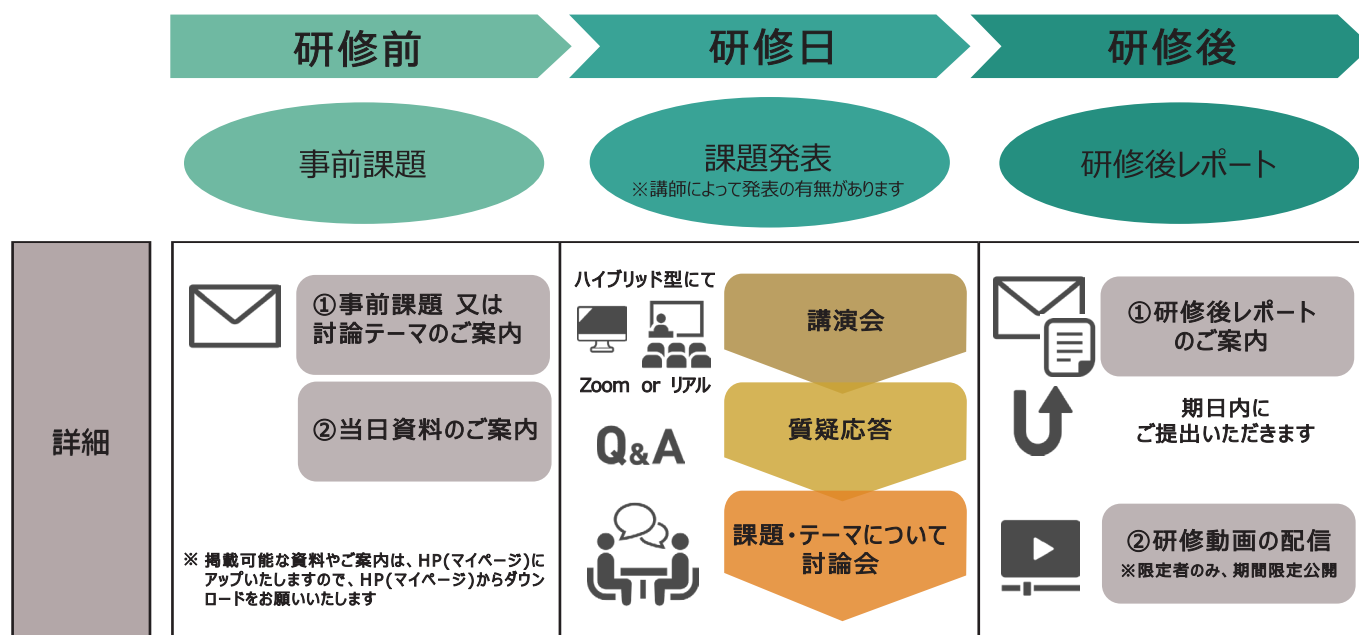 研修前
研修日
研修後
事前課題
課題発表
※講師によって発表の有無があります
研修後レポート
詳細
①事前課題 又は
討論テーマのご案内
②当日資料のご案内
※ 掲載可能な資料やご案内は、HP(マイページ)に
アップいたしますので、HP(マイページ)からダウン
ロードをお願いいたします
ハイブリッド型にて
Zoom or リアル
講演会
Q&A
質疑応答
課題・テーマについて
討論会
①研修後レポート
のご案内
期日内に
ご提出いただきます
②研修動画の配信
※限定者のみ、期間限定公開